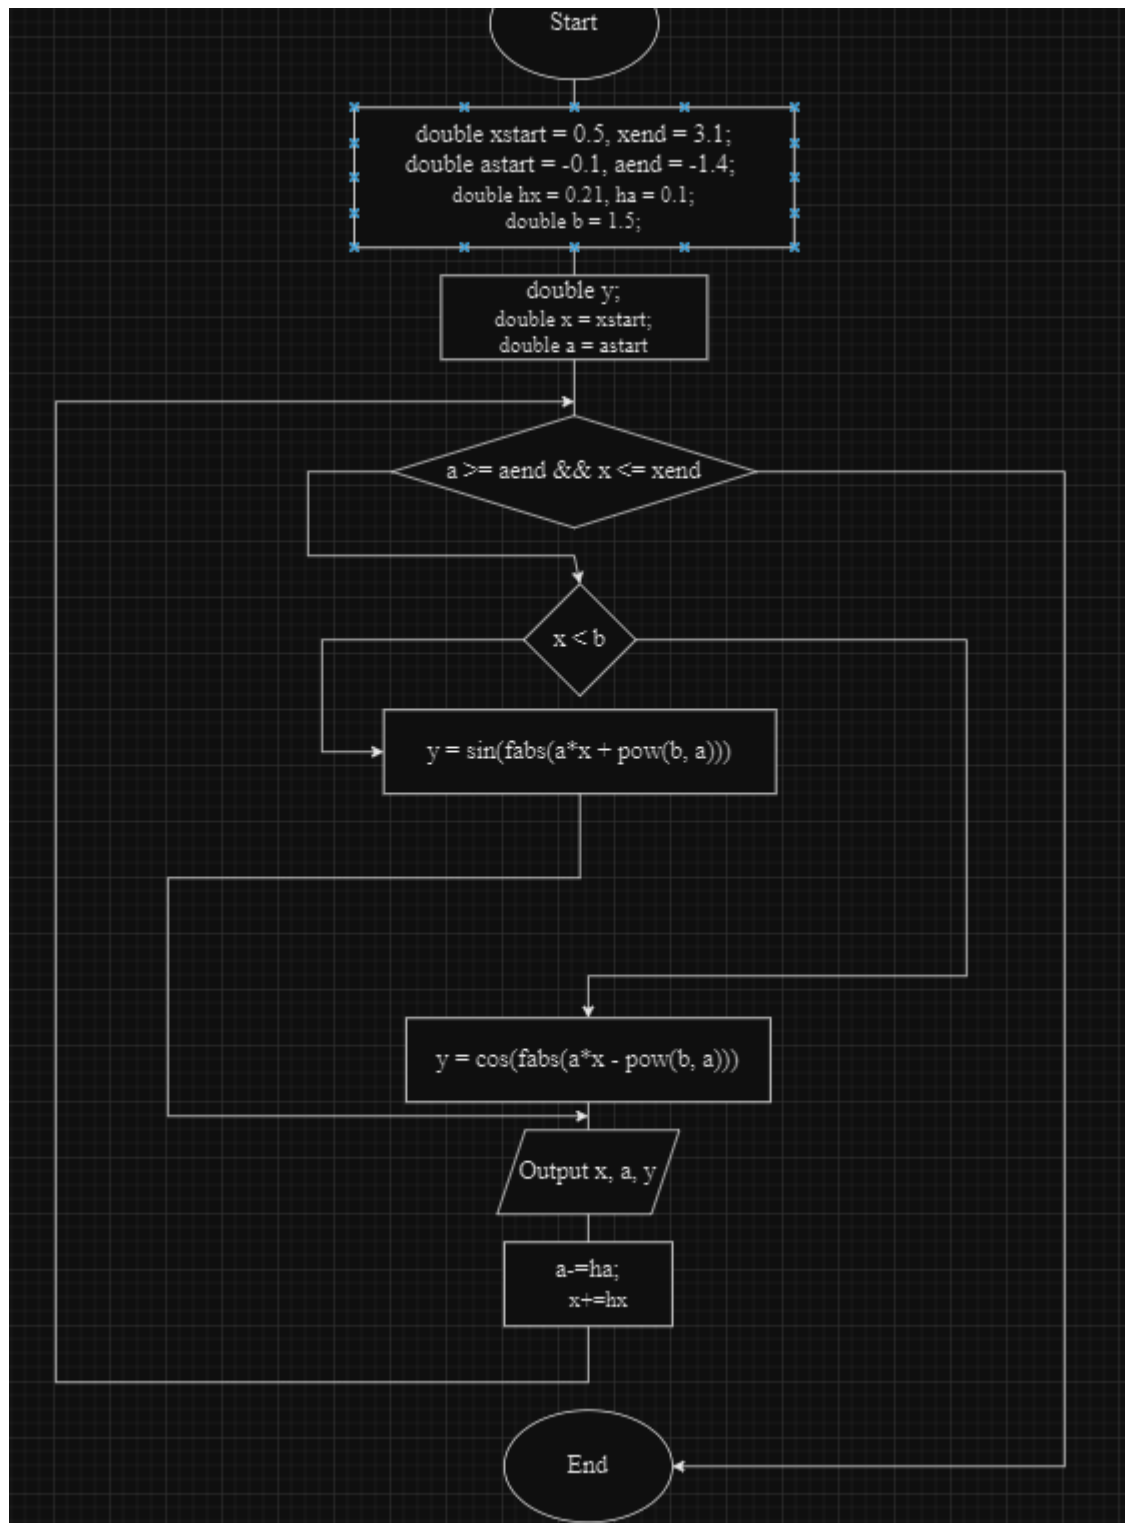 Start
double xstart = 0.5, xend = 3.1;
double astart = -0.1, aend = -1.4;
double hx = 0.21, ha = 0.1;
double b = 1.5;
double y;
double x = xstart;
double a = astart
a >= aend && x <= xend
x < b
y = sin(fabs(a*x + pow(b, a)))
y = cos(fabs(a*x - pow(b, a)))
Output x, a, y
a-=ha;
x+=hx
End